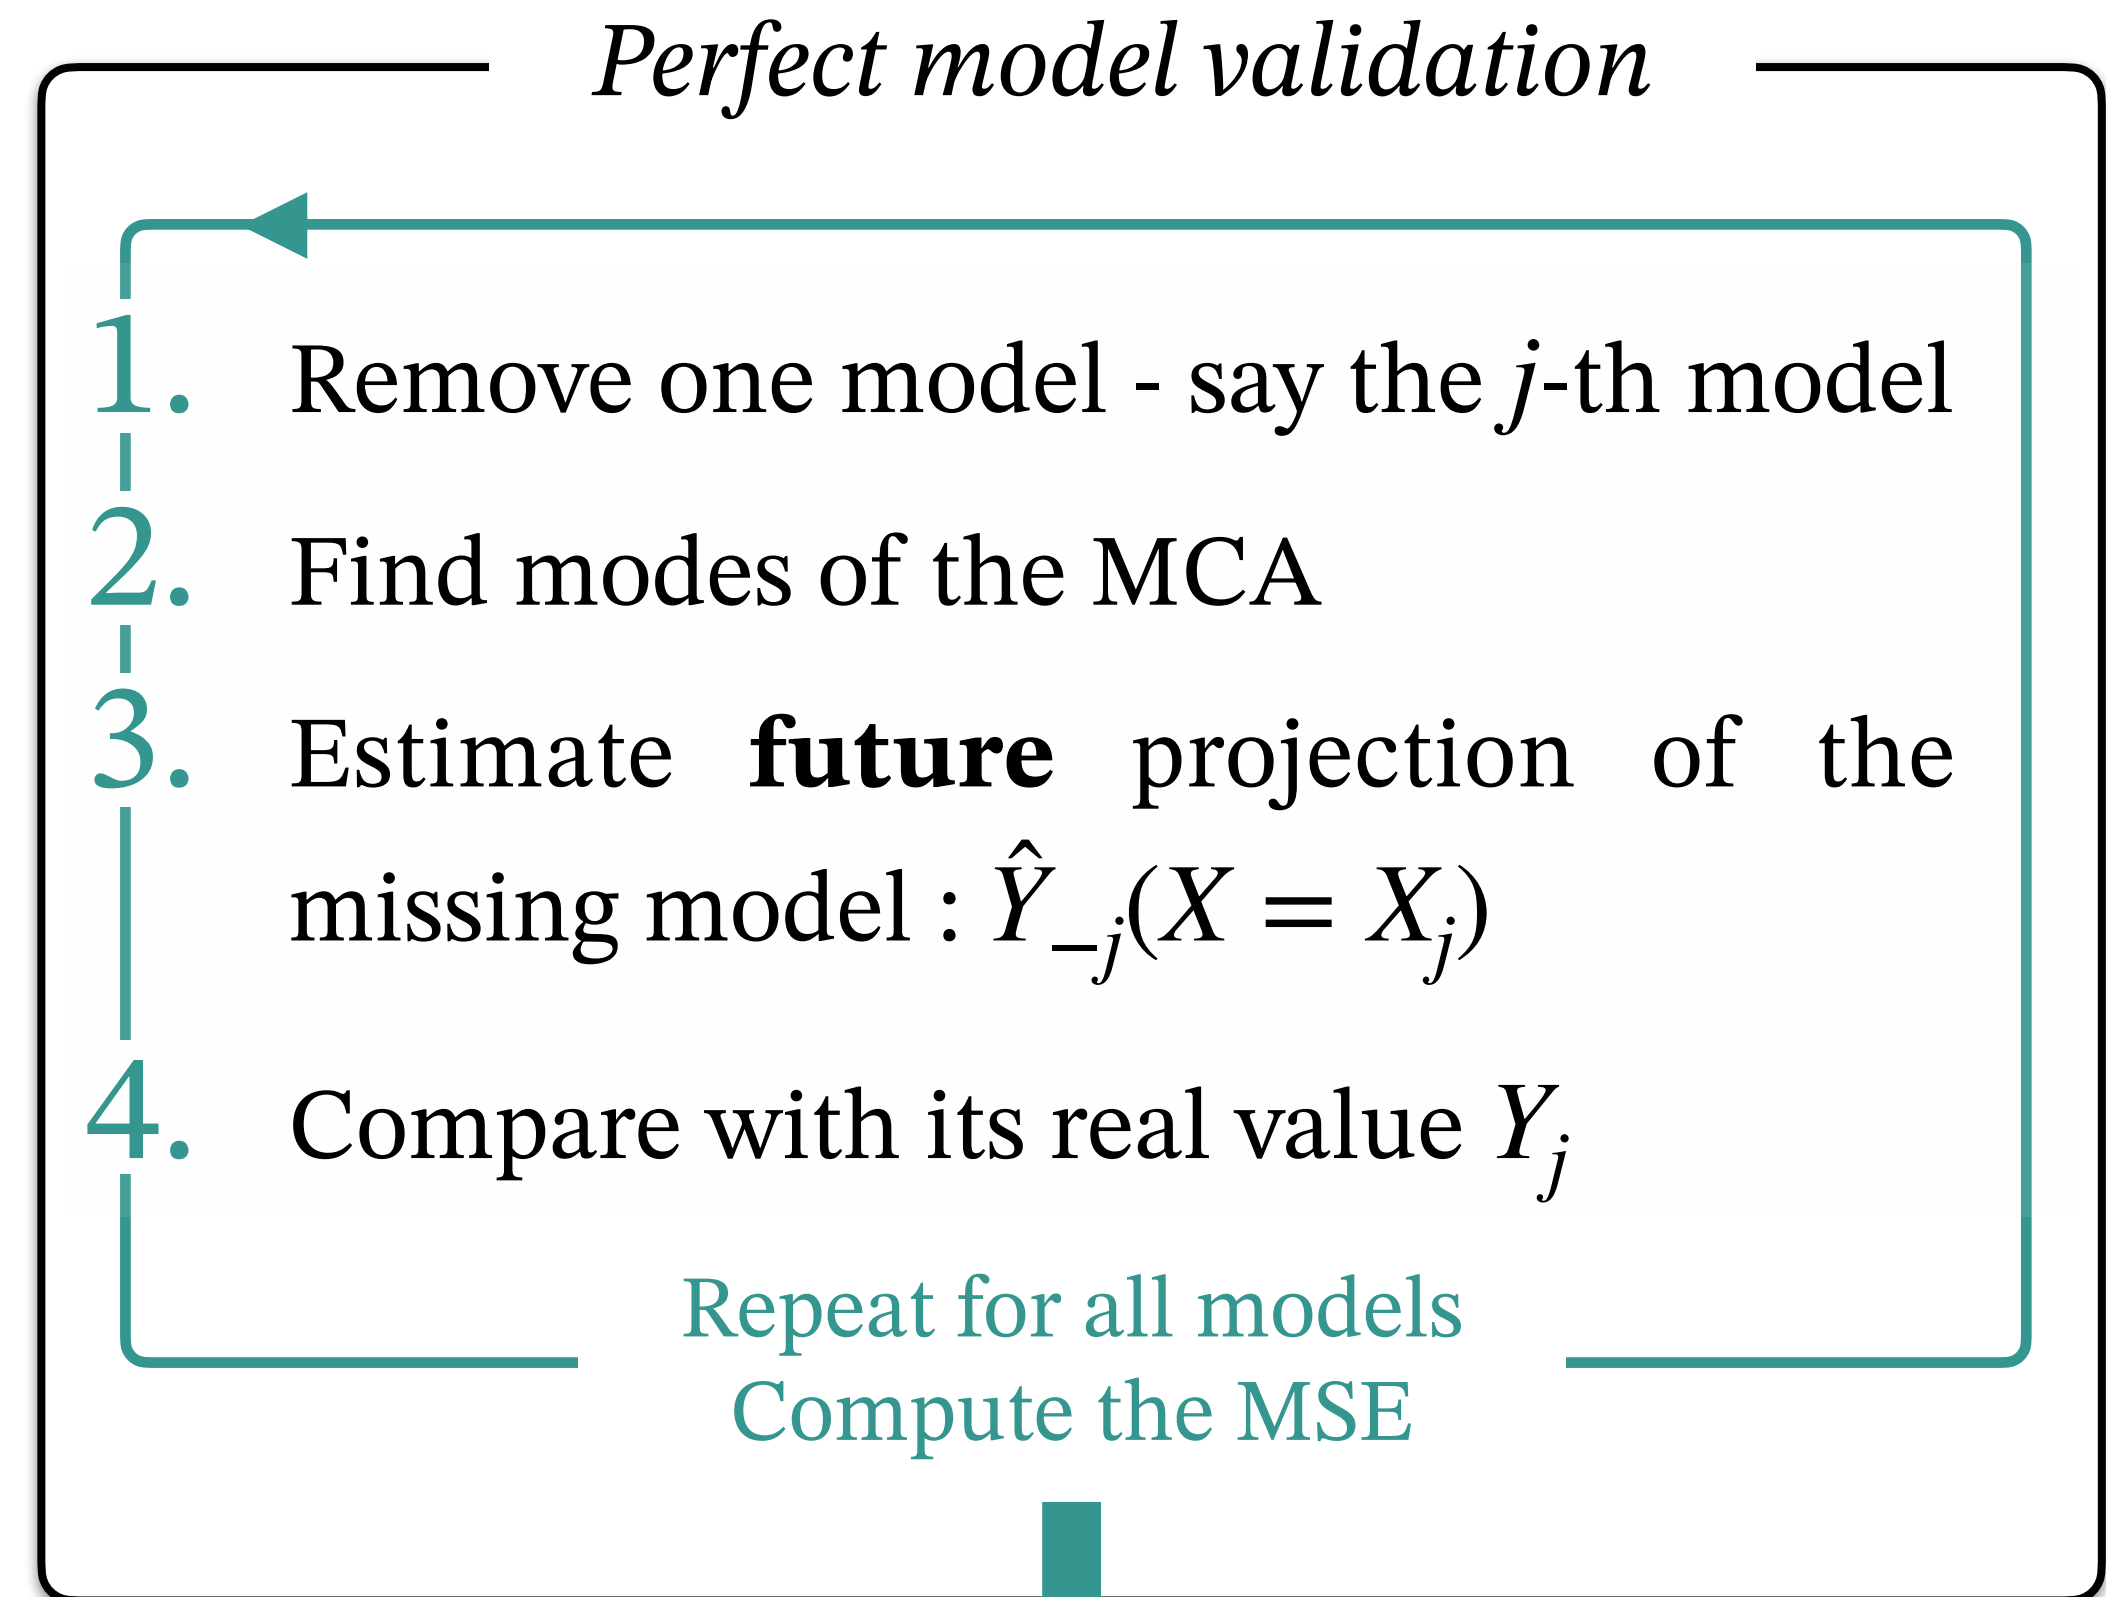 Perfect model validation
1. Remove one model - say the j-th model
2. Find modes of the MCA
3. Estimate future projection of the
missing model : Ŷ₋ⱼ(X = Xⱼ)
4. Compare with its real value Yⱼ
Repeat for all models
Compute the MSE